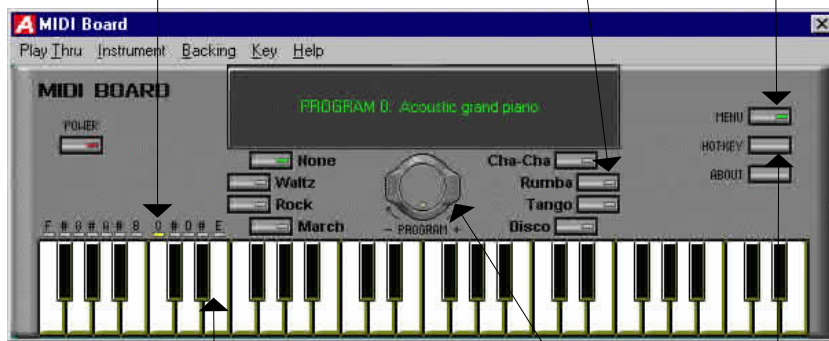 MIDI Board
Play Thru Instrument Backing Key Help
MIDI BOARD
POWER
PROGRAM 0: Acoustic grand piano
MENU
HOT-KEY
ABOUT
None
Waltz
Rock
March
- PROGRAM +
Cha-Cha
Rumba
Tango
Disco
F # G # A # B C # D # E